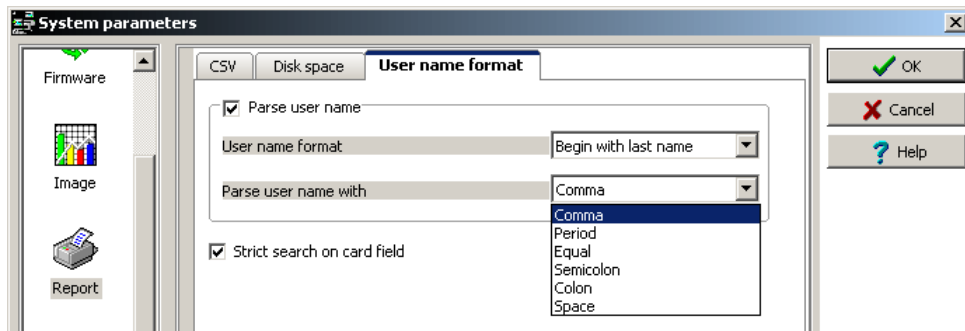 System parameters
Firmware
Image
Report
CSV
Disk space
User name format
Parse user name
User name format
Begin with last name
Parse user name with
Comma
Comma
Period
Equal
Semicolon
Colon
Space
Strict search on card field
OK
Cancel
Help